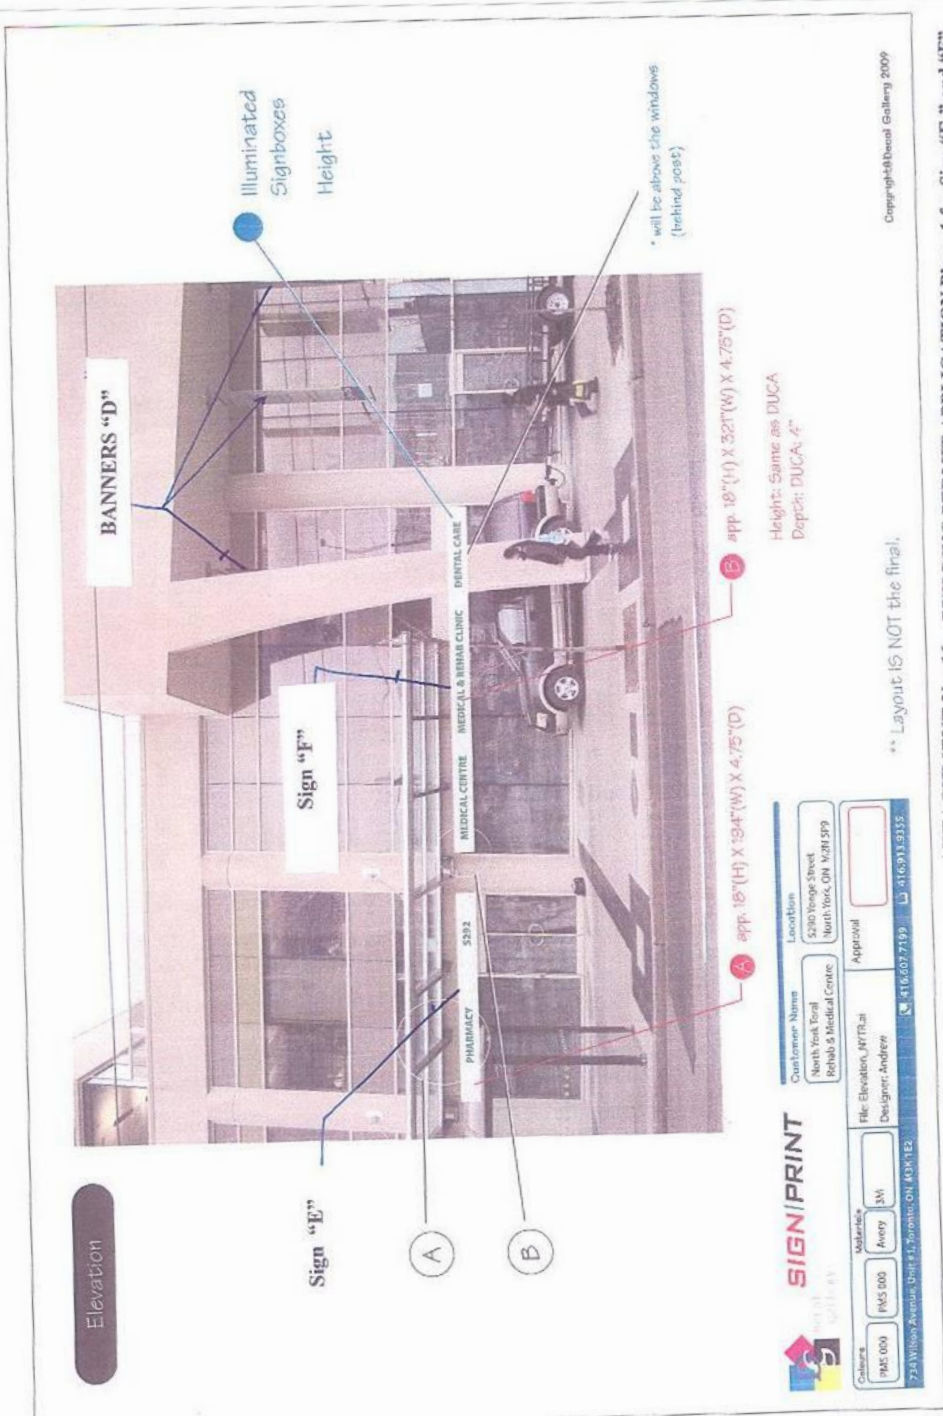 Elevation
BANNERS "D"
Illuminated
Signboxes
Height
Sign "F"
Sign "E"
PHARMACY 5292
MEDICAL CENTRE MEDICAL & REHAB CLINIC DENTAL CARE
* will be above the windows
(behind post)
A
B
A app. 18"(H) X 194"(W) X 4.75"(D)
B app. 18"(H) X 321"(W) X 4.75"(D)
Height: Same as DUCA
Depth: DUCA: 4"
** Layout IS NOT the final.
SIGN/PRINT
Customer Name
North York Toral
Rehab & Medical Centre
Location
5290 Yonge Street
North York, ON M2N 5P9
Colours
PMS 000
PMS 000
Materials
Avery
3M
File: Elevation_NYTR.ai
Designer: Andrew
Approval
734 Wilson Avenue, Unit #1, Toronto, ON M3K 1E2
416.607.7199
416.913.9355
Copyright@Decal Gallery 2009